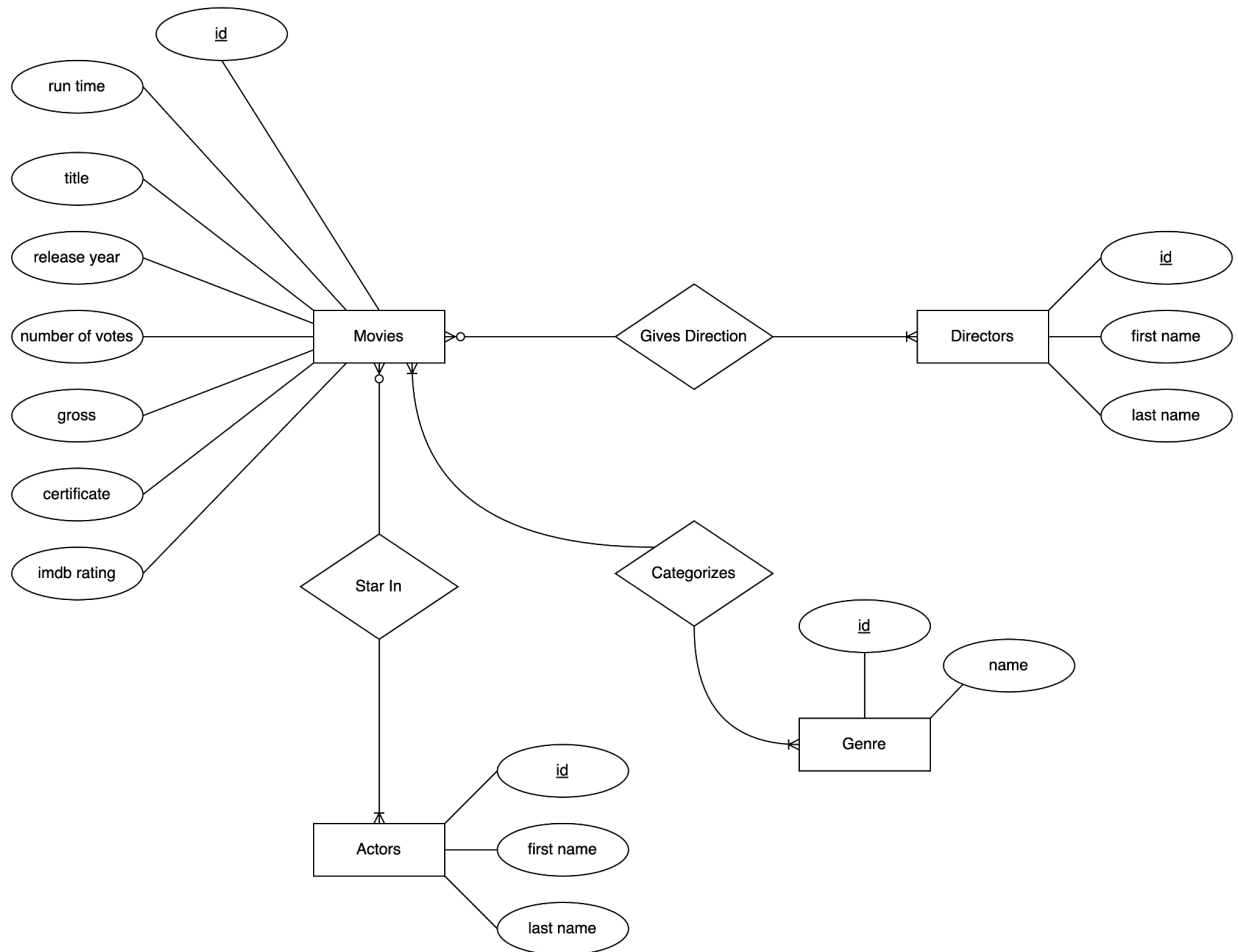 id
run time
title
release year
number of votes
gross
certificate
imdb rating
Movies
Gives Direction
Directors
id
first name
last name
Star In
Categorizes
id
name
Genre
Actors
id
first name
last name